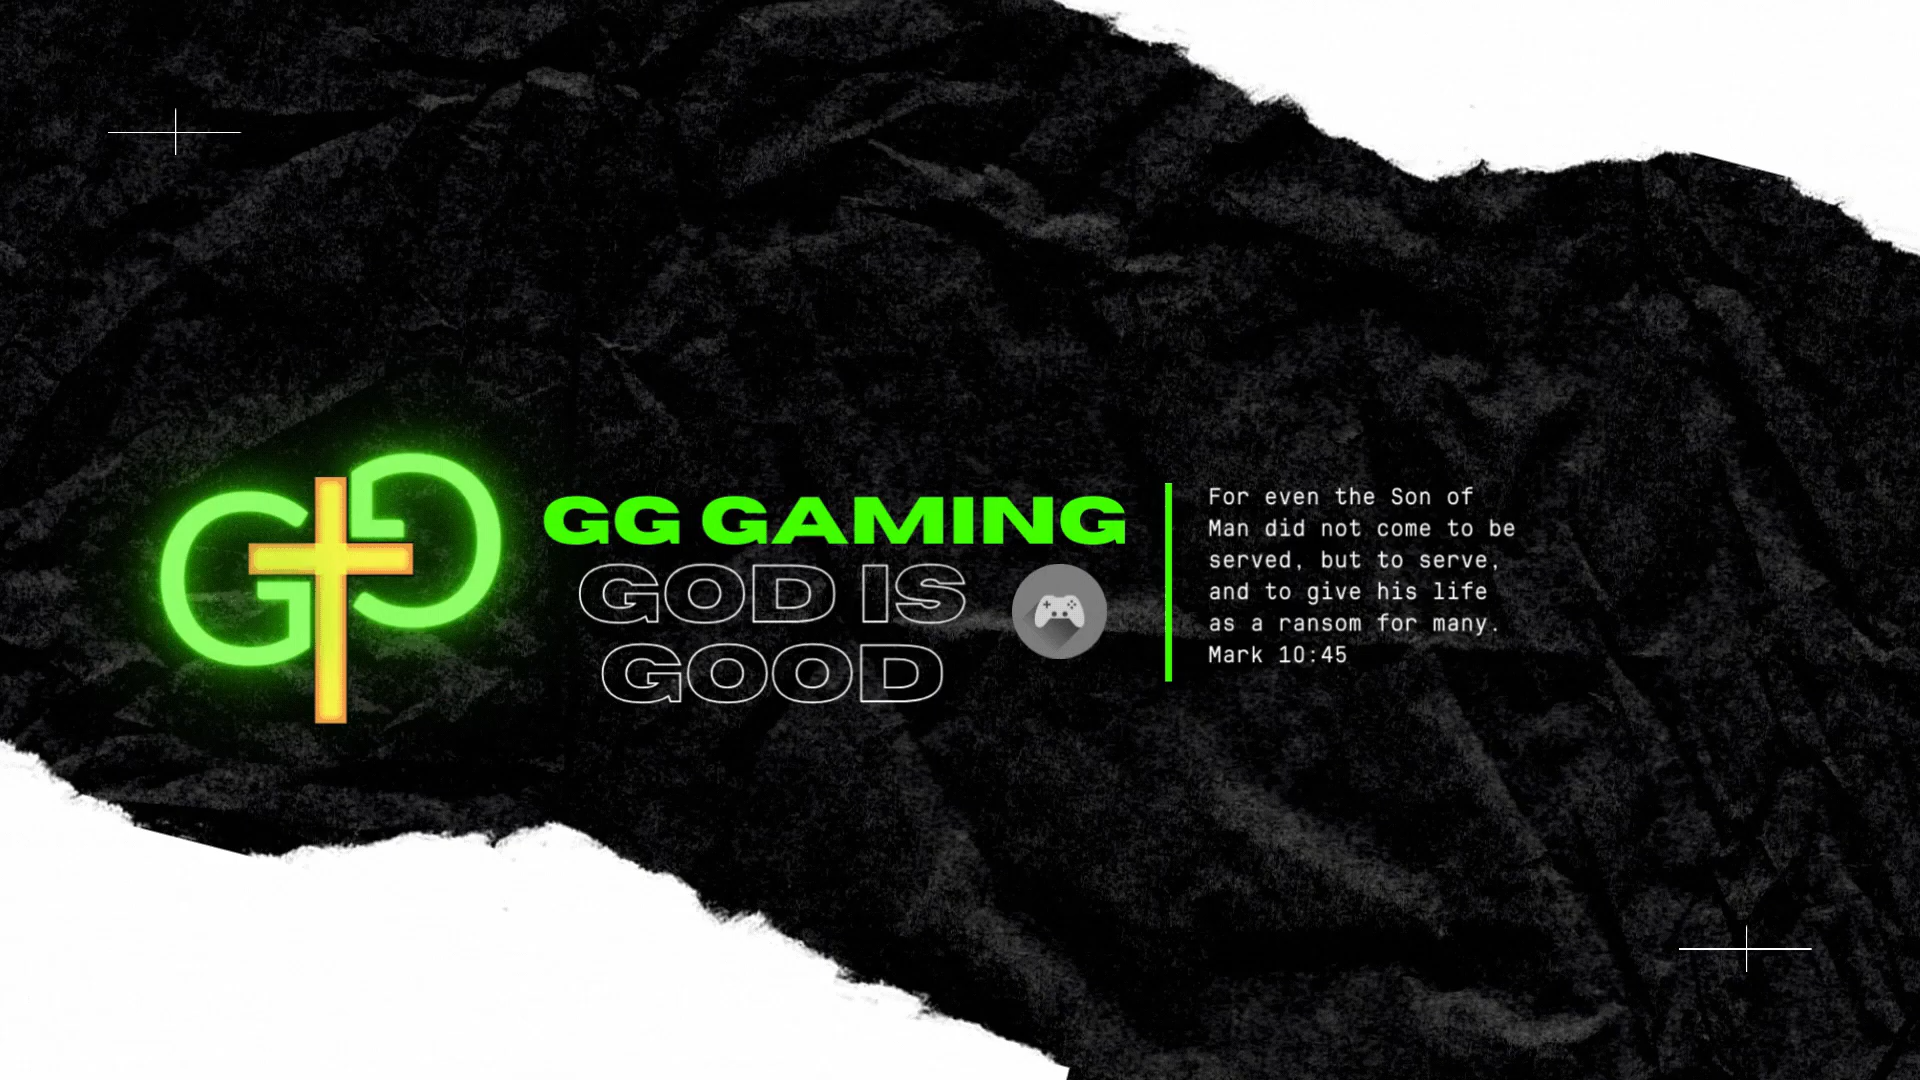 GG
GG GAMING
GOD IS
GOOD
For even the Son of
Man did not come to be
served, but to serve,
and to give his life
as a ransom for many.
Mark 10:45